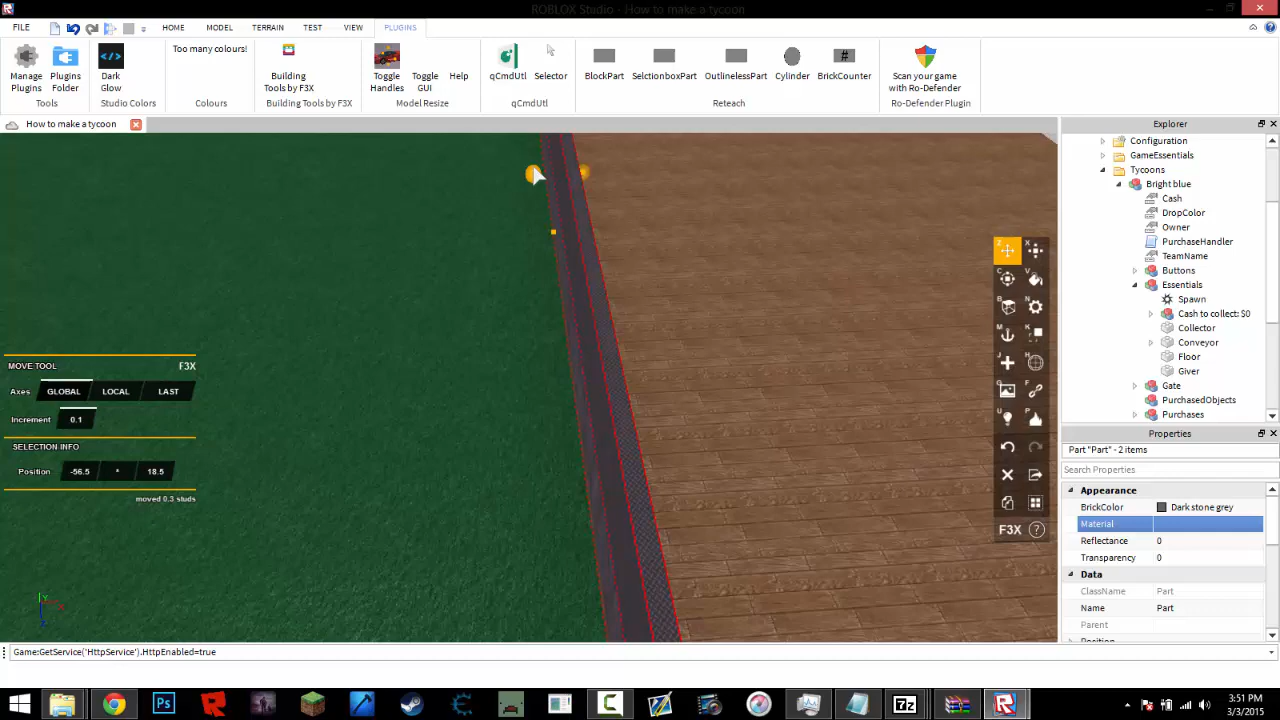 ROBLOX Studio - How to make a tycoon
FILE
HOME
MODEL
TERRAIN
TEST
VIEW
PLUGINS
Manage Plugins
Plugins Folder
Tools
Dark Glow
Studio Colors
Too many colours!
Colours
Building Tools by F3X
Building Tools by F3X
Toggle Handles
Toggle GUI
Help
Model Resize
qCmdUtl
Selector
qCmdUtl
BlockPart
SelictionboxPart
OutlinelessPart
Cylinder
BrickCounter
Reteach
Scan your game with Ro-Defender
Ro-Defender Plugin
How to make a tycoon
Explorer
Configuration
GameEssentials
Tycoons
Bright blue
Cash
DropColor
Owner
PurchaseHandler
TeamName
Buttons
Essentials
Spawn
Cash to collect: $0
Collector
Conveyor
Floor
Giver
Gate
PurchasedObjects
Purchases
MOVE TOOL F3X
Axes GLOBAL LOCAL LAST
Increment 0.1
SELECTION INFO
Position -56.5 * 18.5
moved 0.3 studs
Z X
C V
B N
M K
J H
G F
U P
F3X ?
Properties
Part "Part" - 2 items
Search Properties
Appearance
BrickColor Dark stone grey
Material
Reflectance 0
Transparency 0
Data
ClassName Part
Name Part
Parent
Position
Game:GetService('HttpService').HttpEnabled=true
3:51 PM
3/3/2015